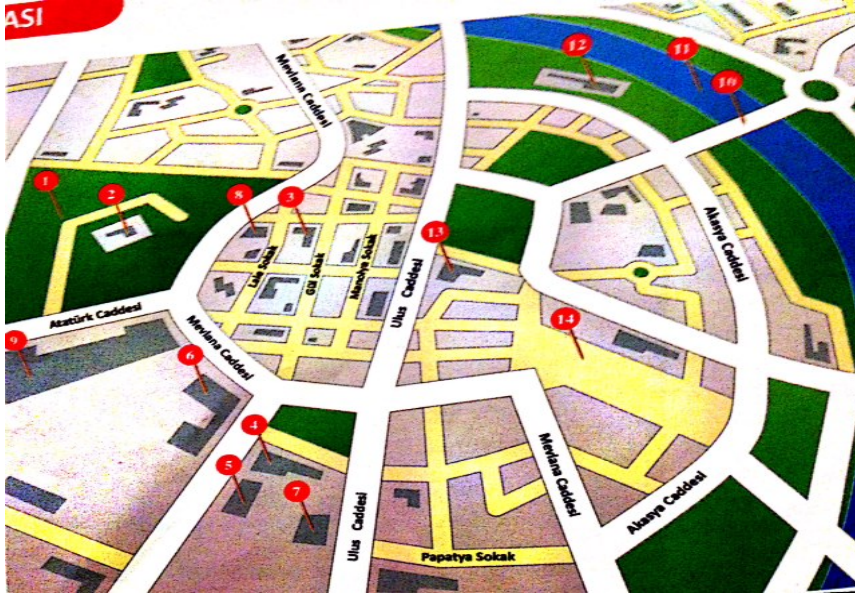 ASI
12
11
10
Mevlana Caddesi
1
2
8
3
13
Akasya Caddesi
Lale Sokak
Gül Sokak
Manolya Sokak
Ulus Caddesi
Atatürk Caddesi
14
9
6
Mevlana Caddesi
4
5
7
Mevlana Caddesi
Akasya Caddesi
Ulus Caddesi
Papatya Sokak